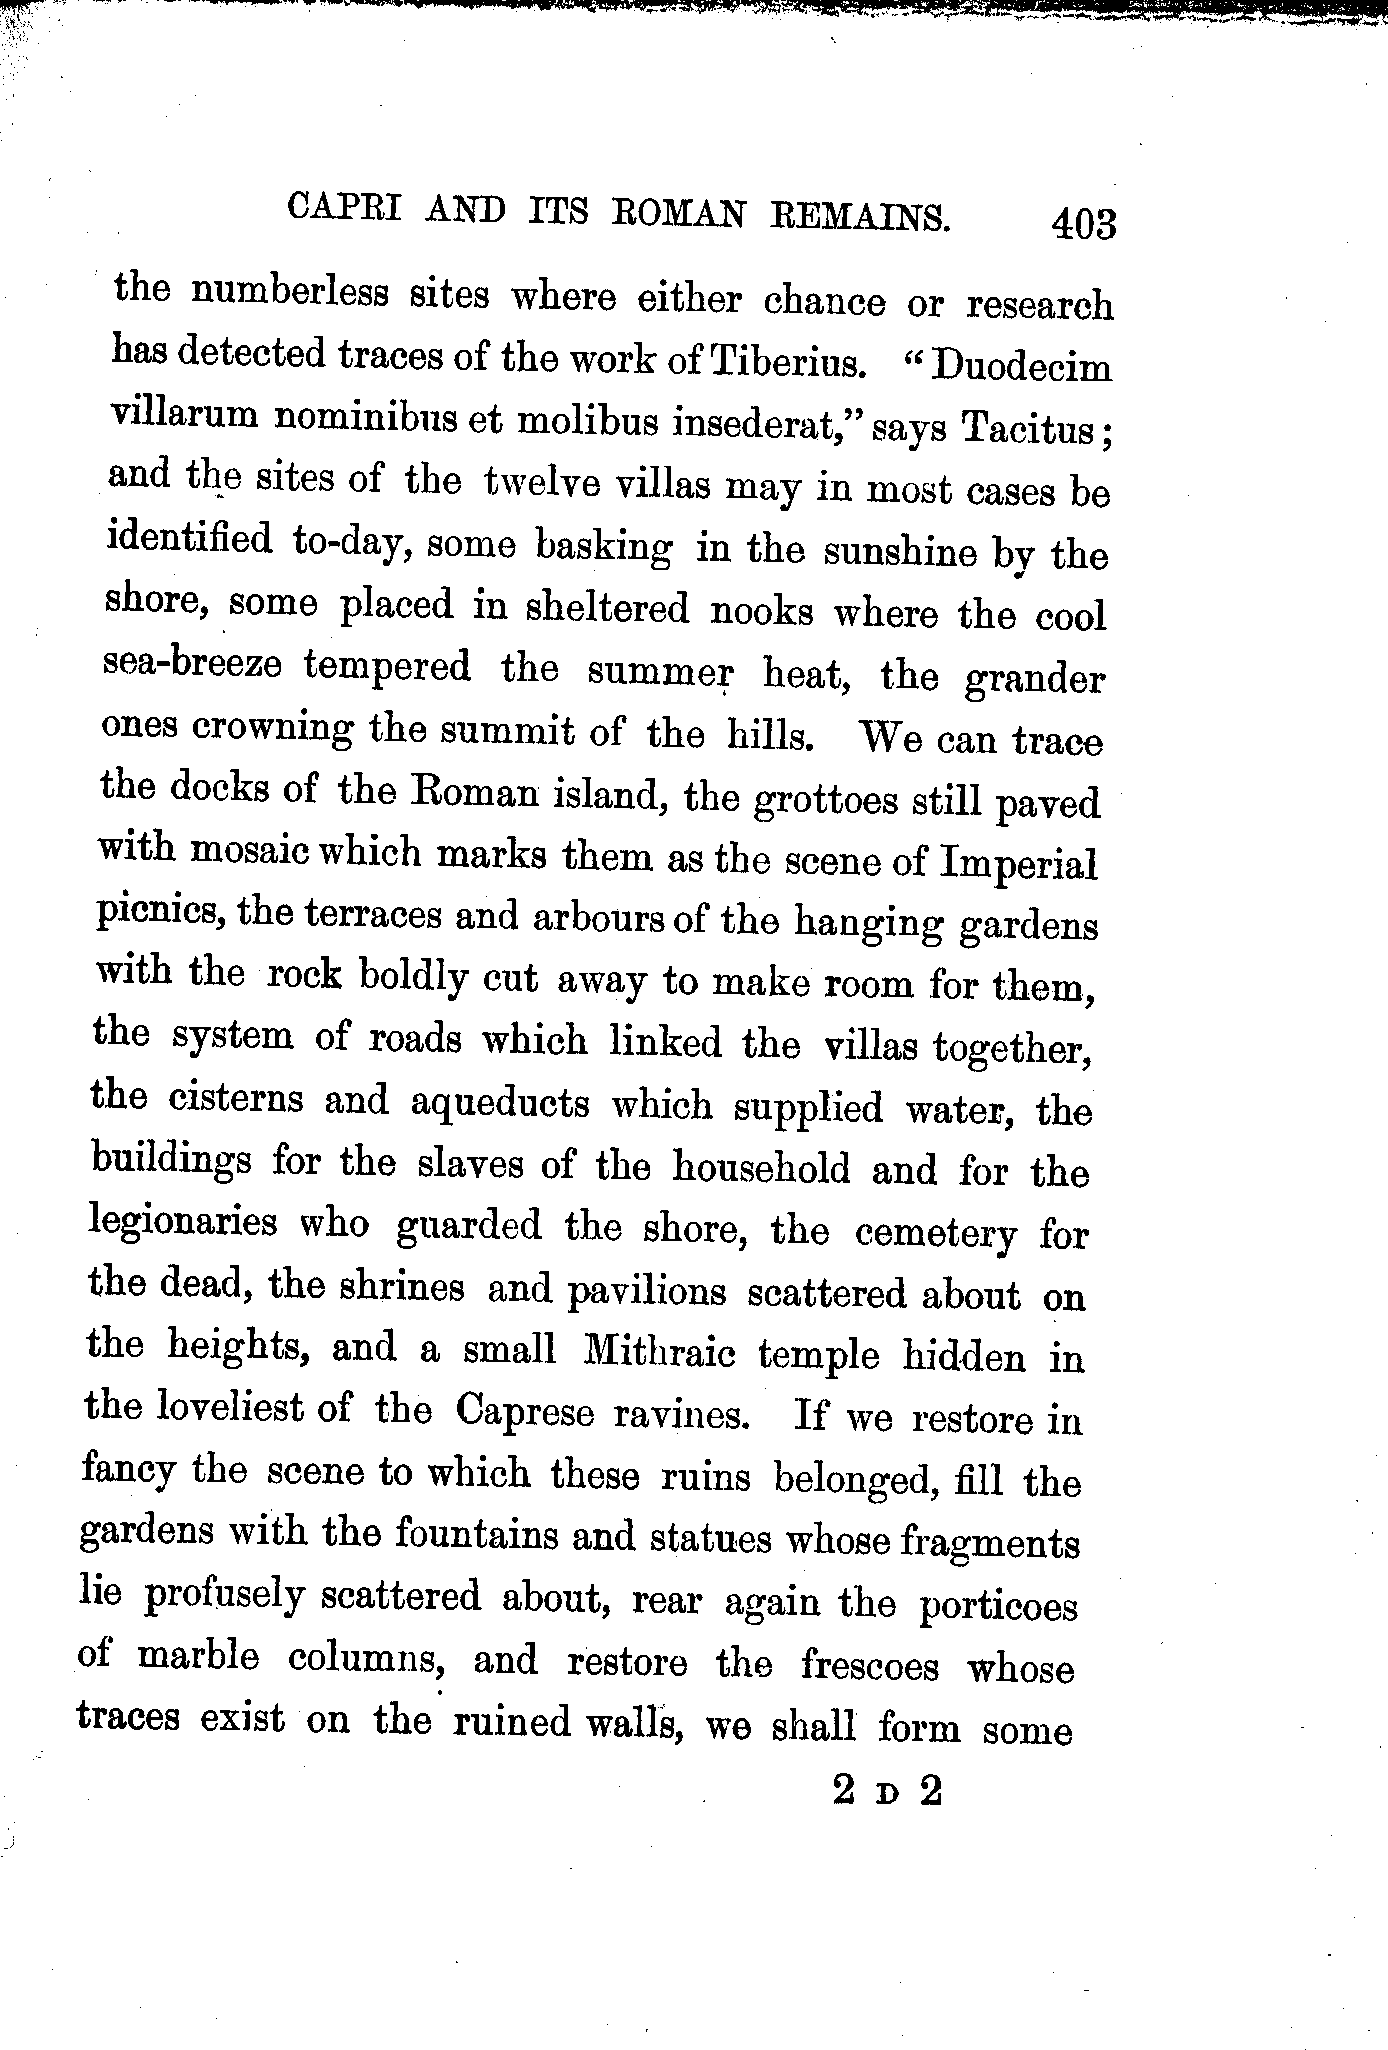 CAPRI AND ITS ROMAN REMAINS. 403
the numberless sites where either chance or research
has detected traces of the work of Tiberius. “Duodecim
villarum nominibus et molibus insederat,” says Tacitus;
and the sites of the twelve villas may in most cases be
identified to-day, some basking in the sunshine by the
shore, some placed in sheltered nooks where the cool
sea-breeze tempered the summer heat, the grander
ones crowning the summit of the hills. We can trace
the docks of the Roman island, the grottoes still paved
with mosaic which marks them as the scene of Imperial
picnics, the terraces and arbours of the hanging gardens
with the rock boldly cut away to make room for them,
the system of roads which linked the villas together,
the cisterns and aqueducts which supplied water, the
buildings for the slaves of the household and for the
legionaries who guarded the shore, the cemetery for
the dead, the shrines and pavilions scattered about on
the heights, and a small Mithraic temple hidden in
the loveliest of the Caprese ravines. If we restore in
fancy the scene to which these ruins belonged, fill the
gardens with the fountains and statues whose fragments
lie profusely scattered about, rear again the porticoes
of marble columns, and restore the frescoes whose
traces exist on the ruined walls, we shall form some
2 D 2